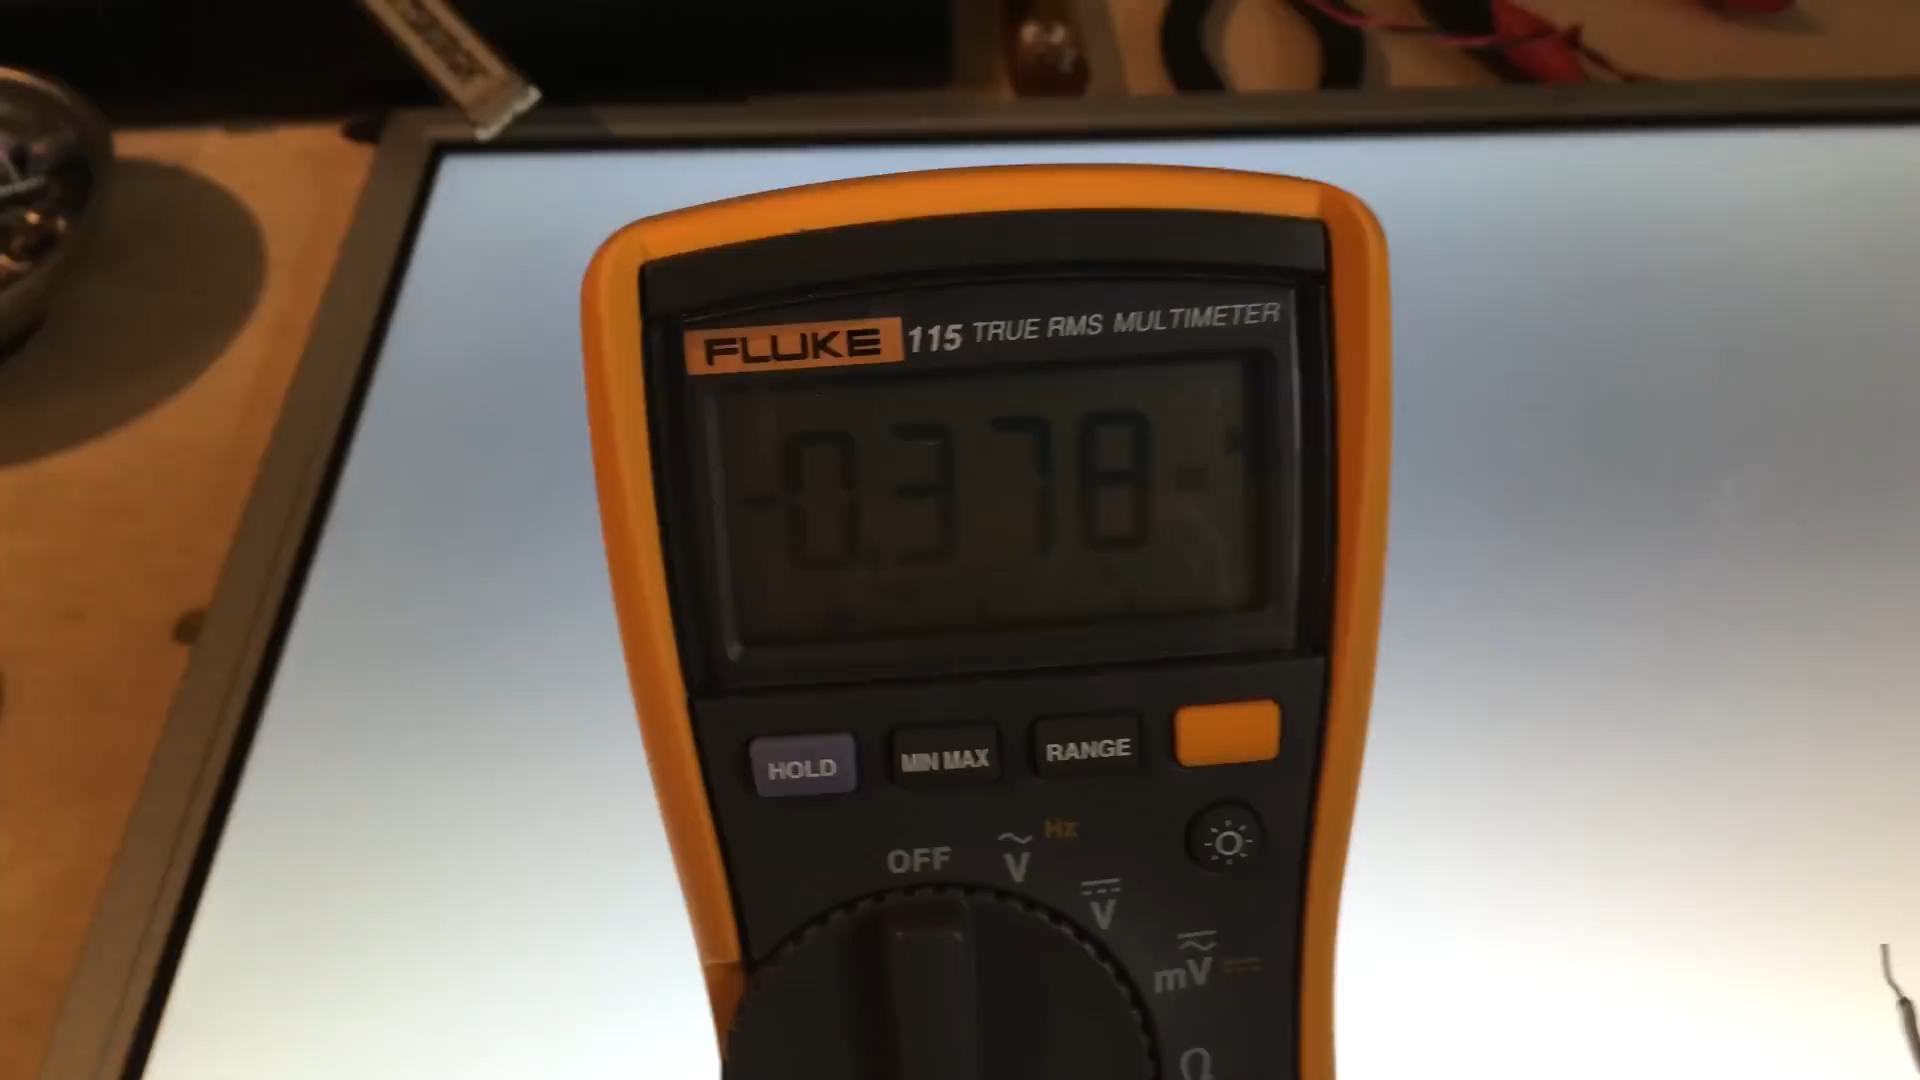 FLUKE 115 TRUE RMS MULTIMETER
-0.378
HOLD MIN MAX RANGE
OFF
V
Hz
V
mV
Ω